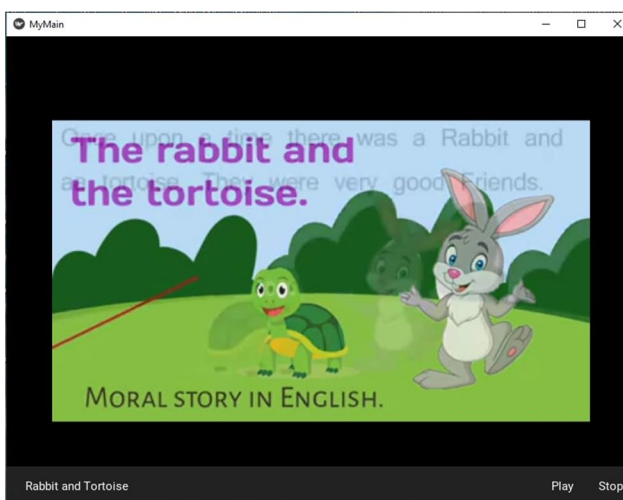 MyMain
Once upon a time there was a Rabbit and
The rabbit and
an tortoise. They were very good Friends.
the tortoise.
MORAL STORY IN ENGLISH.
Rabbit and Tortoise Play Stop